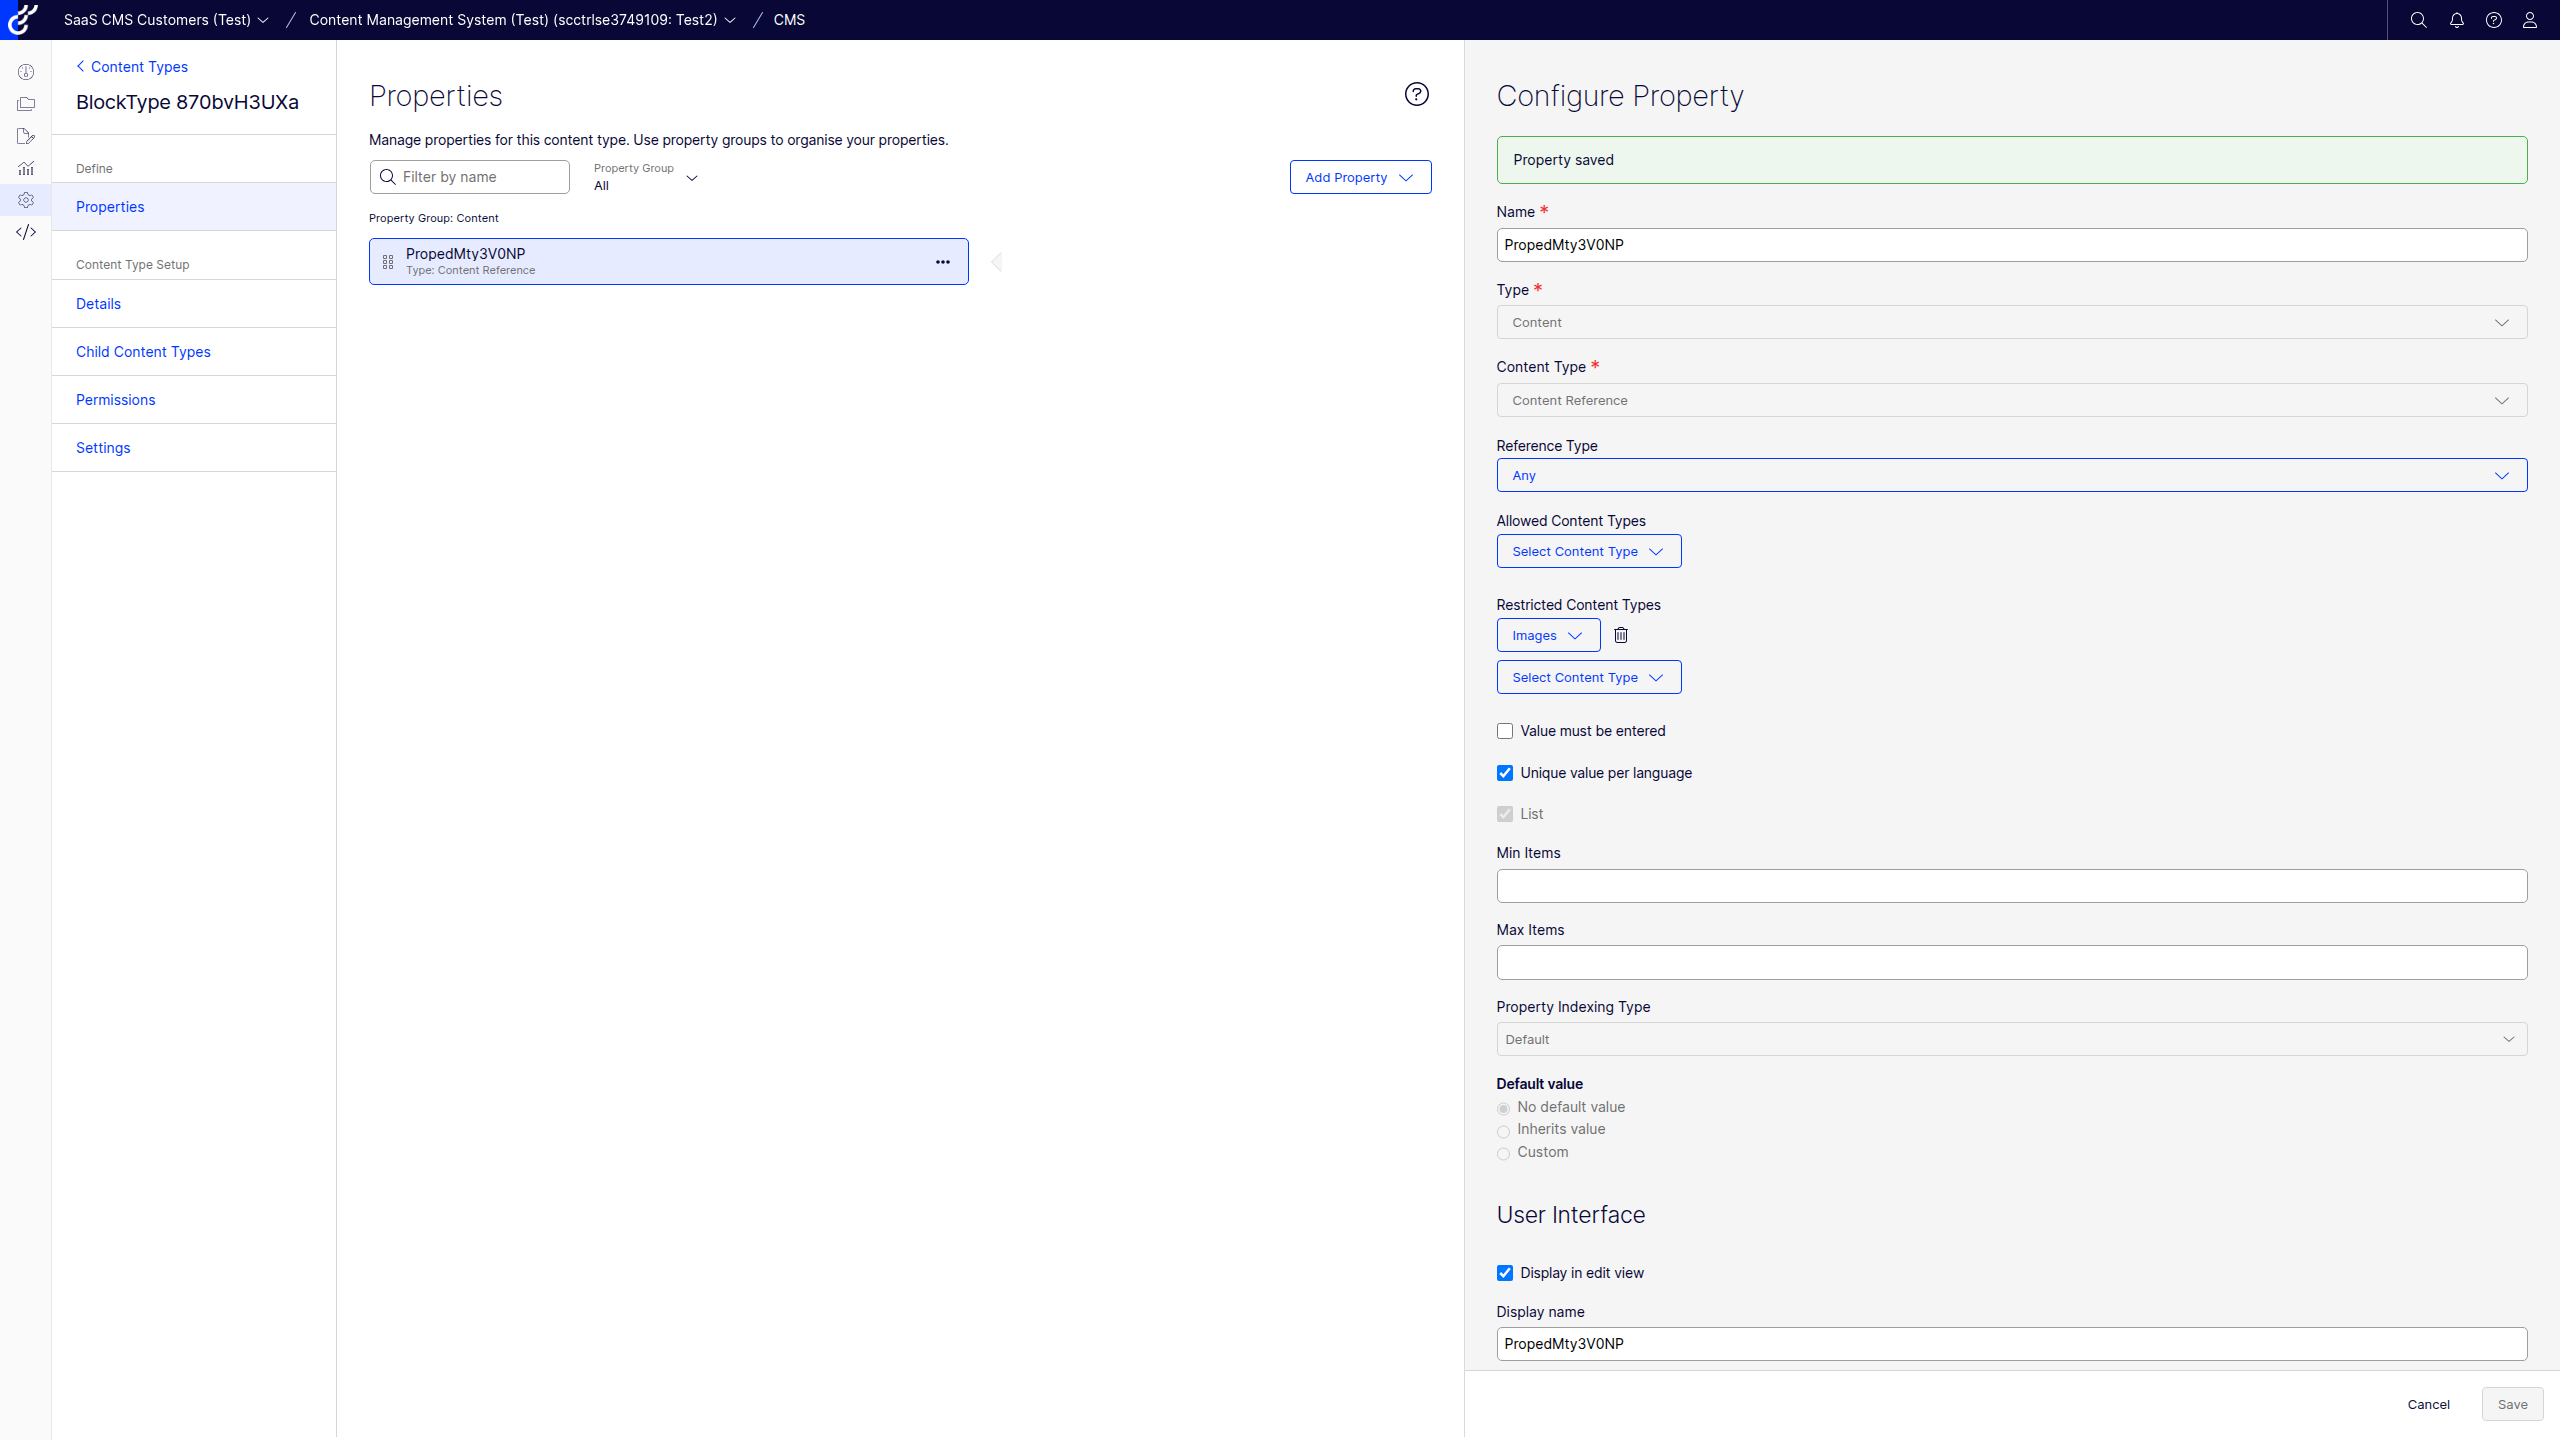 SaaS CMS Customers (Test) / Content Management System (Test) (scctrlse3749109: Test2) / CMS
Content Types
BlockType 870bvH3UXa
Define
Properties
Content Type Setup
Details
Child Content Types
Permissions
Settings
Properties
Manage properties for this content type. Use property groups to organise your properties.
Filter by name
Property Group
All
Add Property
Property Group: Content
PropedMty3V0NP
Type: Content Reference
Configure Property
Property saved
Name *
PropedMty3V0NP
Type *
Content
Content Type *
Content Reference
Reference Type
Any
Allowed Content Types
Select Content Type
Restricted Content Types
Images
Select Content Type
Value must be entered
Unique value per language
List
Min Items
Max Items
Property Indexing Type
Default
Default value
No default value
Inherits value
Custom
User Interface
Display in edit view
Display name
PropedMty3V0NP
Cancel
Save